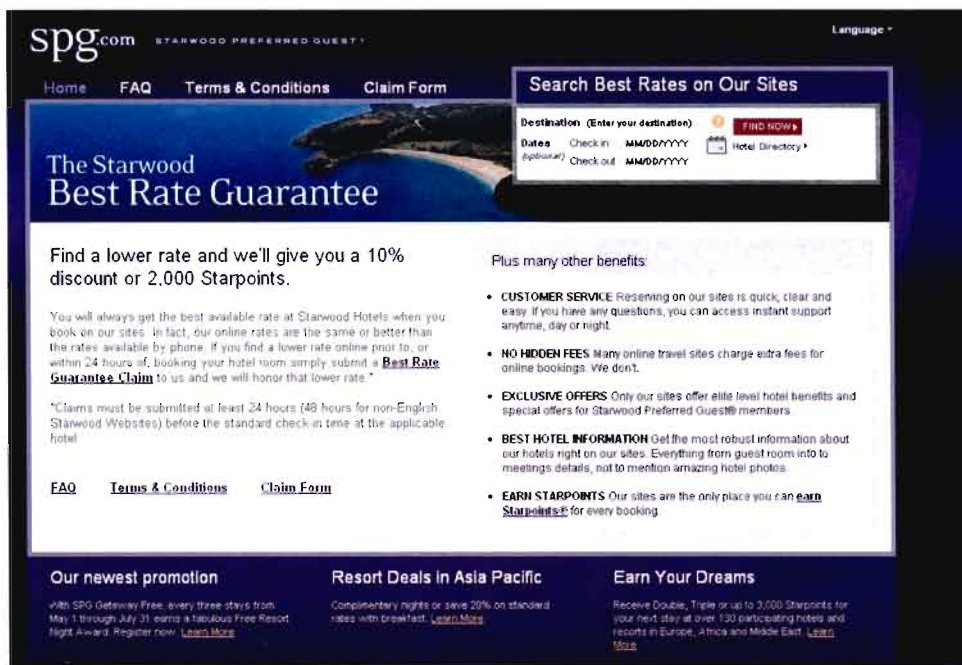 spg.com STARWOOD PREFERRED GUEST
Language
Home FAQ Terms & Conditions Claim Form
Search Best Rates on Our Sites
Destination (Enter your destination)
FIND NOW
Dates Check in MM/DD/YYYY
Hotel Directory
(optional) Check out MM/DD/YYYY
The Starwood
Best Rate Guarantee
Find a lower rate and we'll give you a 10%
discount or 2,000 Starpoints.
You will always get the best available rate at Starwood Hotels when you
book on our sites. In fact, our online rates are the same or better than
the rates available by phone. If you find a lower rate online prior to, or
within 24 hours of, booking your hotel room simply submit a Best Rate
Guarantee Claim to us and we will honor that lower rate.*
*Claims must be submitted at least 24 hours (48 hours for non-English
Starwood Websites) before the standard check-in time at the applicable
hotel
FAQ Terms & Conditions Claim Form
Plus many other benefits:
• CUSTOMER SERVICE Reserving on our sites is quick, clear and
easy. If you have any questions, you can access instant support
anytime, day or night.
• NO HIDDEN FEES Many online travel sites charge extra fees for
online bookings. We don't.
• EXCLUSIVE OFFERS Only our sites offer elite level hotel benefits and
special offers for Starwood Preferred Guest® members
• BEST HOTEL INFORMATION Get the most robust information about
our hotels right on our sites. Everything from guest room info to
meetings details, not to mention amazing hotel photos.
• EARN STARPOINTS Our sites are the only place you can earn
Starpoints® for every booking.
Our newest promotion
With SPG Getaway Free, every three stays from
May 1 through July 31 earns a fabulous Free Resort
Night Award. Register now. Learn More
Resort Deals in Asia Pacific
Complimentary nights or save 20% on standard
rates with breakfast. Learn More
Earn Your Dreams
Receive Double, Triple or up to 3,000 Starpoints for
your next stay at over 130 participating hotels and
resorts in Europe, Africa and Middle East. Learn
More